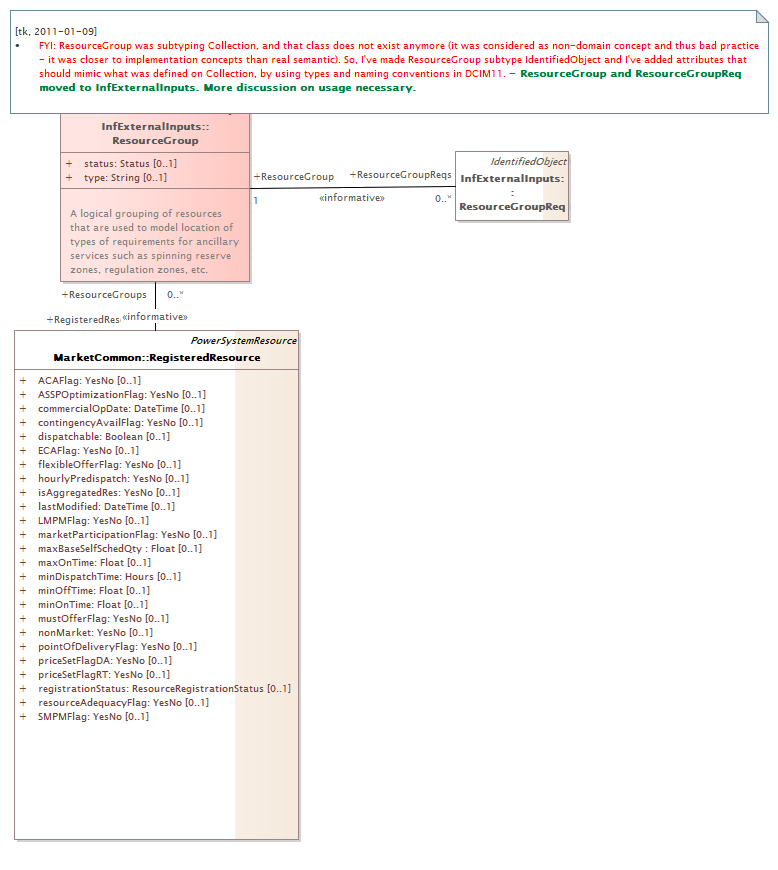 [tk, 2011-01-09]
• FYI: ResourceGroup was subtyping Collection, and that class does not exist anymore (it was considered as non-domain concept and thus bad practice
- it was closer to implementation concepts than real semantic). So, I've made ResourceGroup subtype IdentifiedObject and I've added attributes that
should mimic what was defined on Collection, by using types and naming conventions in DCIM11. - ResourceGroup and ResourceGroupReq
moved to InfExternalInputs. More discussion on usage necessary.
InfExternalInputs::
ResourceGroup
+ status: Status [0..1]
+ type: String [0..1]
A logical grouping of resources
that are used to model location of
types of requirements for ancillary
services such as spinning reserve
zones, regulation zones, etc.
+ResourceGroup +ResourceGroupReqs
1 «informative» 0..*
IdentifiedObject
InfExternalInputs:
:
ResourceGroupReq
+ResourceGroups 0..*
+RegisteredRes «informative»
PowerSystemResource
MarketCommon::RegisteredResource
+ ACAFlag: YesNo [0..1]
+ ASSPOptimizationFlag: YesNo [0..1]
+ commercialOpDate: DateTime [0..1]
+ contingencyAvailFlag: YesNo [0..1]
+ dispatchable: Boolean [0..1]
+ ECAFlag: YesNo [0..1]
+ flexibleOfferFlag: YesNo [0..1]
+ hourlyPredispatch: YesNo [0..1]
+ isAggregatedRes: YesNo [0..1]
+ lastModified: DateTime [0..1]
+ LMPMFlag: YesNo [0..1]
+ marketParticipationFlag: YesNo [0..1]
+ maxBaseSelfSchedQty : Float [0..1]
+ maxOnTime: Float [0..1]
+ minDispatchTime: Hours [0..1]
+ minOffTime: Float [0..1]
+ minOnTime: Float [0..1]
+ mustOfferFlag: YesNo [0..1]
+ nonMarket: YesNo [0..1]
+ pointOfDeliveryFlag: YesNo [0..1]
+ priceSetFlagDA: YesNo [0..1]
+ priceSetFlagRT: YesNo [0..1]
+ registrationStatus: ResourceRegistrationStatus [0..1]
+ resourceAdequacyFlag: YesNo [0..1]
+ SMPMFlag: YesNo [0..1]